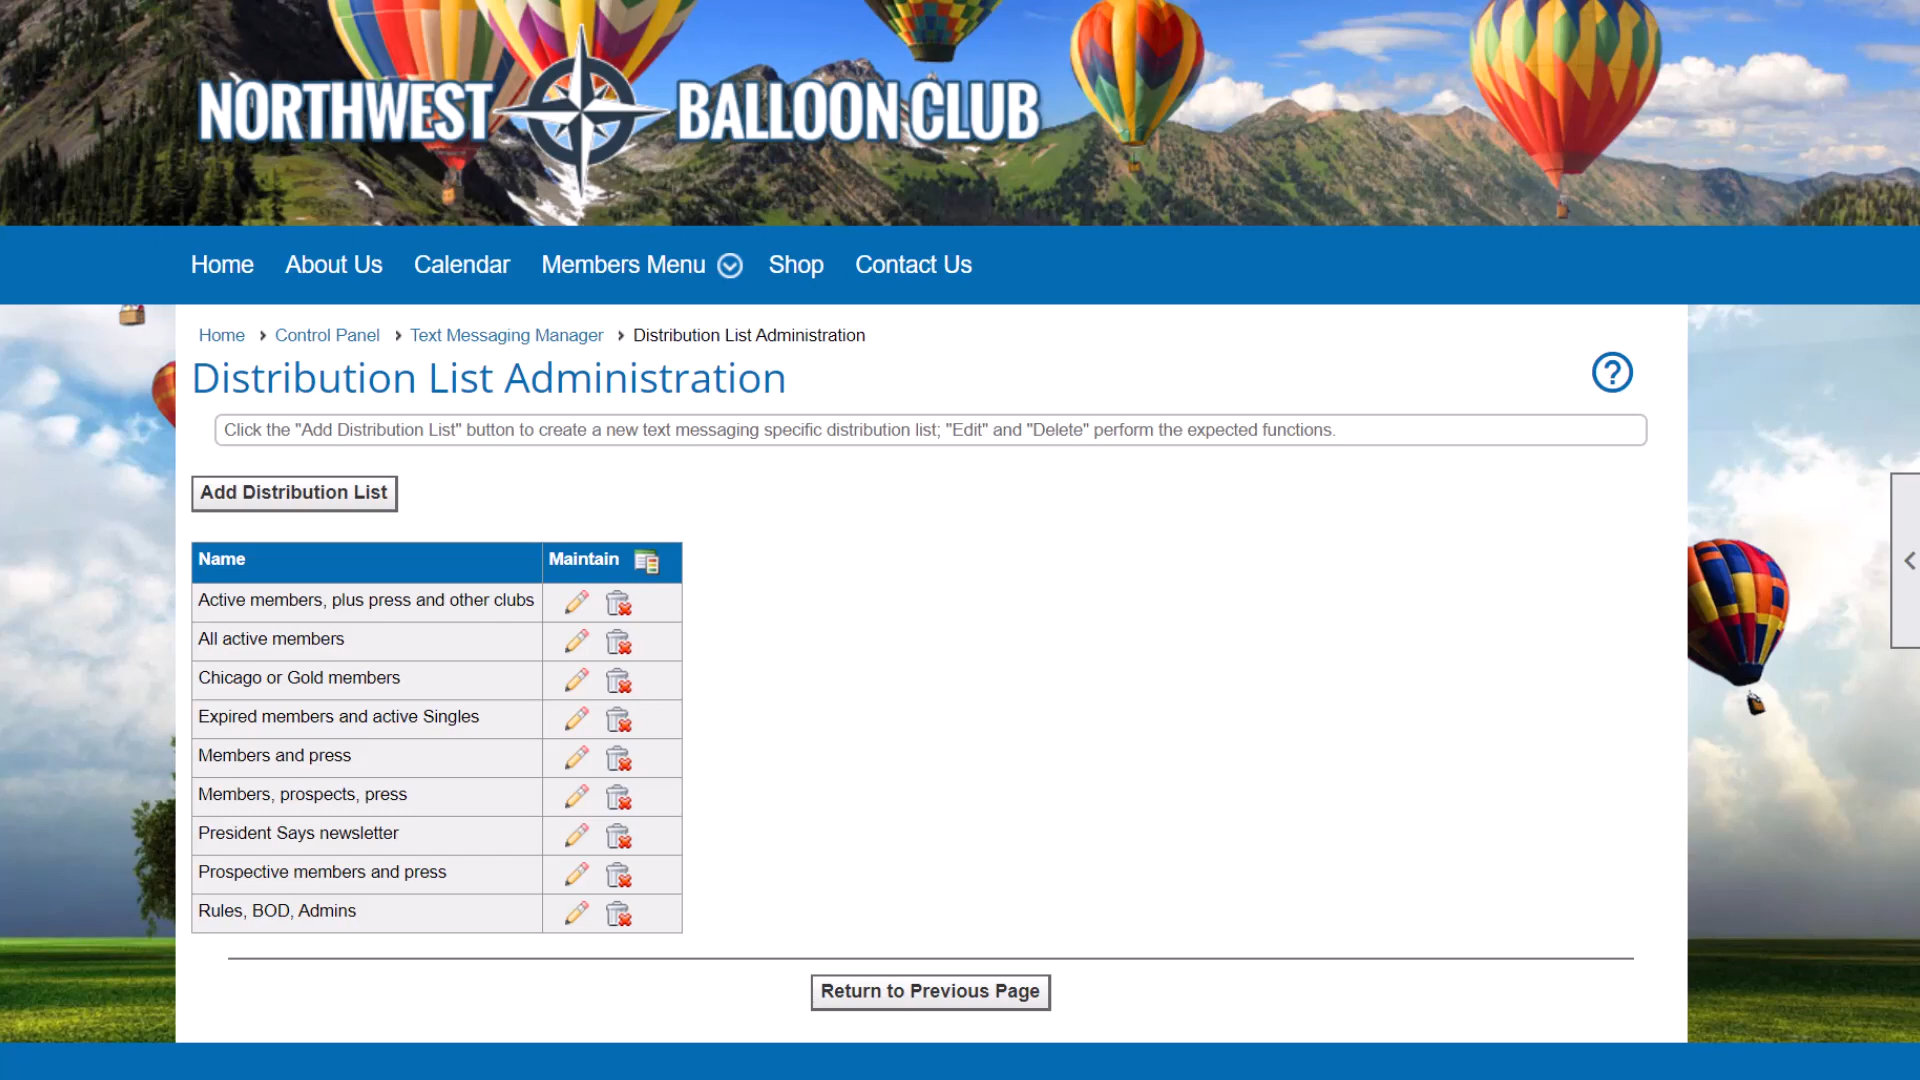 NORTHWEST BALLOON CLUB
Home About Us Calendar Members Menu Shop Contact Us
Home Control Panel Text Messaging Manager Distribution List Administration
Distribution List Administration
Click the "Add Distribution List" button to create a new text messaging specific distribution list; "Edit" and "Delete" perform the expected functions.
Add Distribution List
Name Maintain
Active members, plus press and other clubs
All active members
Chicago or Gold members
Expired members and active Singles
Members and press
Members, prospects, press
President Says newsletter
Prospective members and press
Rules, BOD, Admins
Return to Previous Page